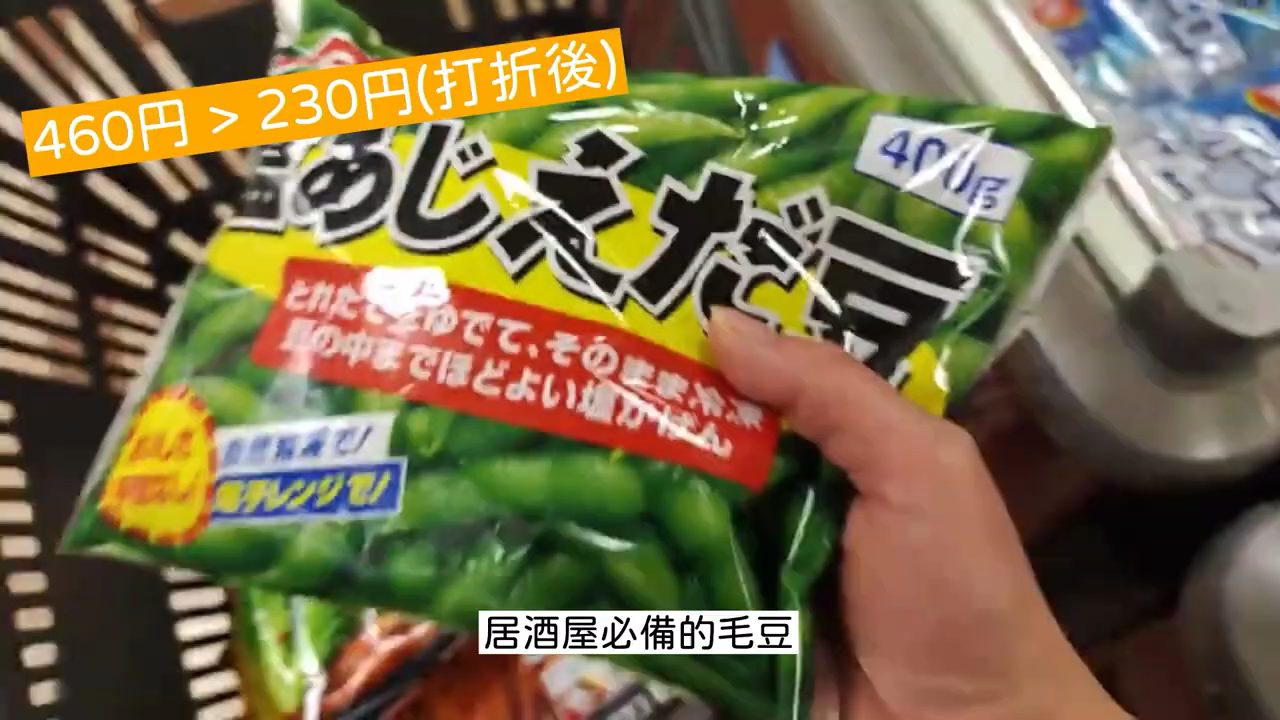 460円 > 230円(打折後)
400g
あじえだ豆
とれたてをゆでて、そのまま冷凍
豆の中までほどよい塩かげん
自然解凍で!
電子レンジで!
居酒屋必備的毛豆